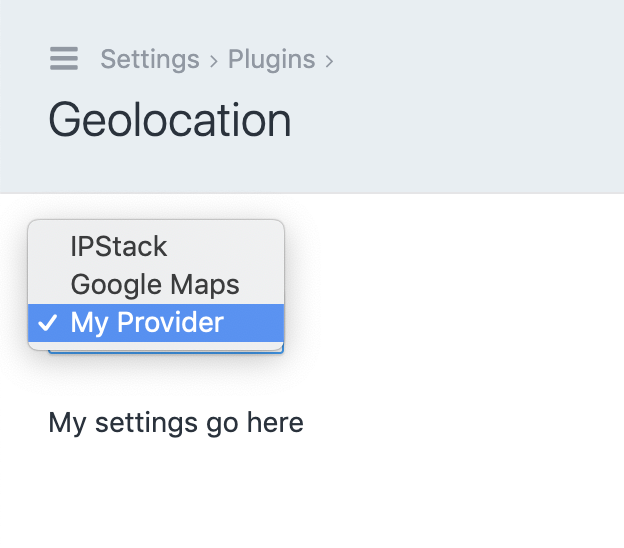 Settings › Plugins ›
Geolocation
IPStack
Google Maps
✓ My Provider
My settings go here